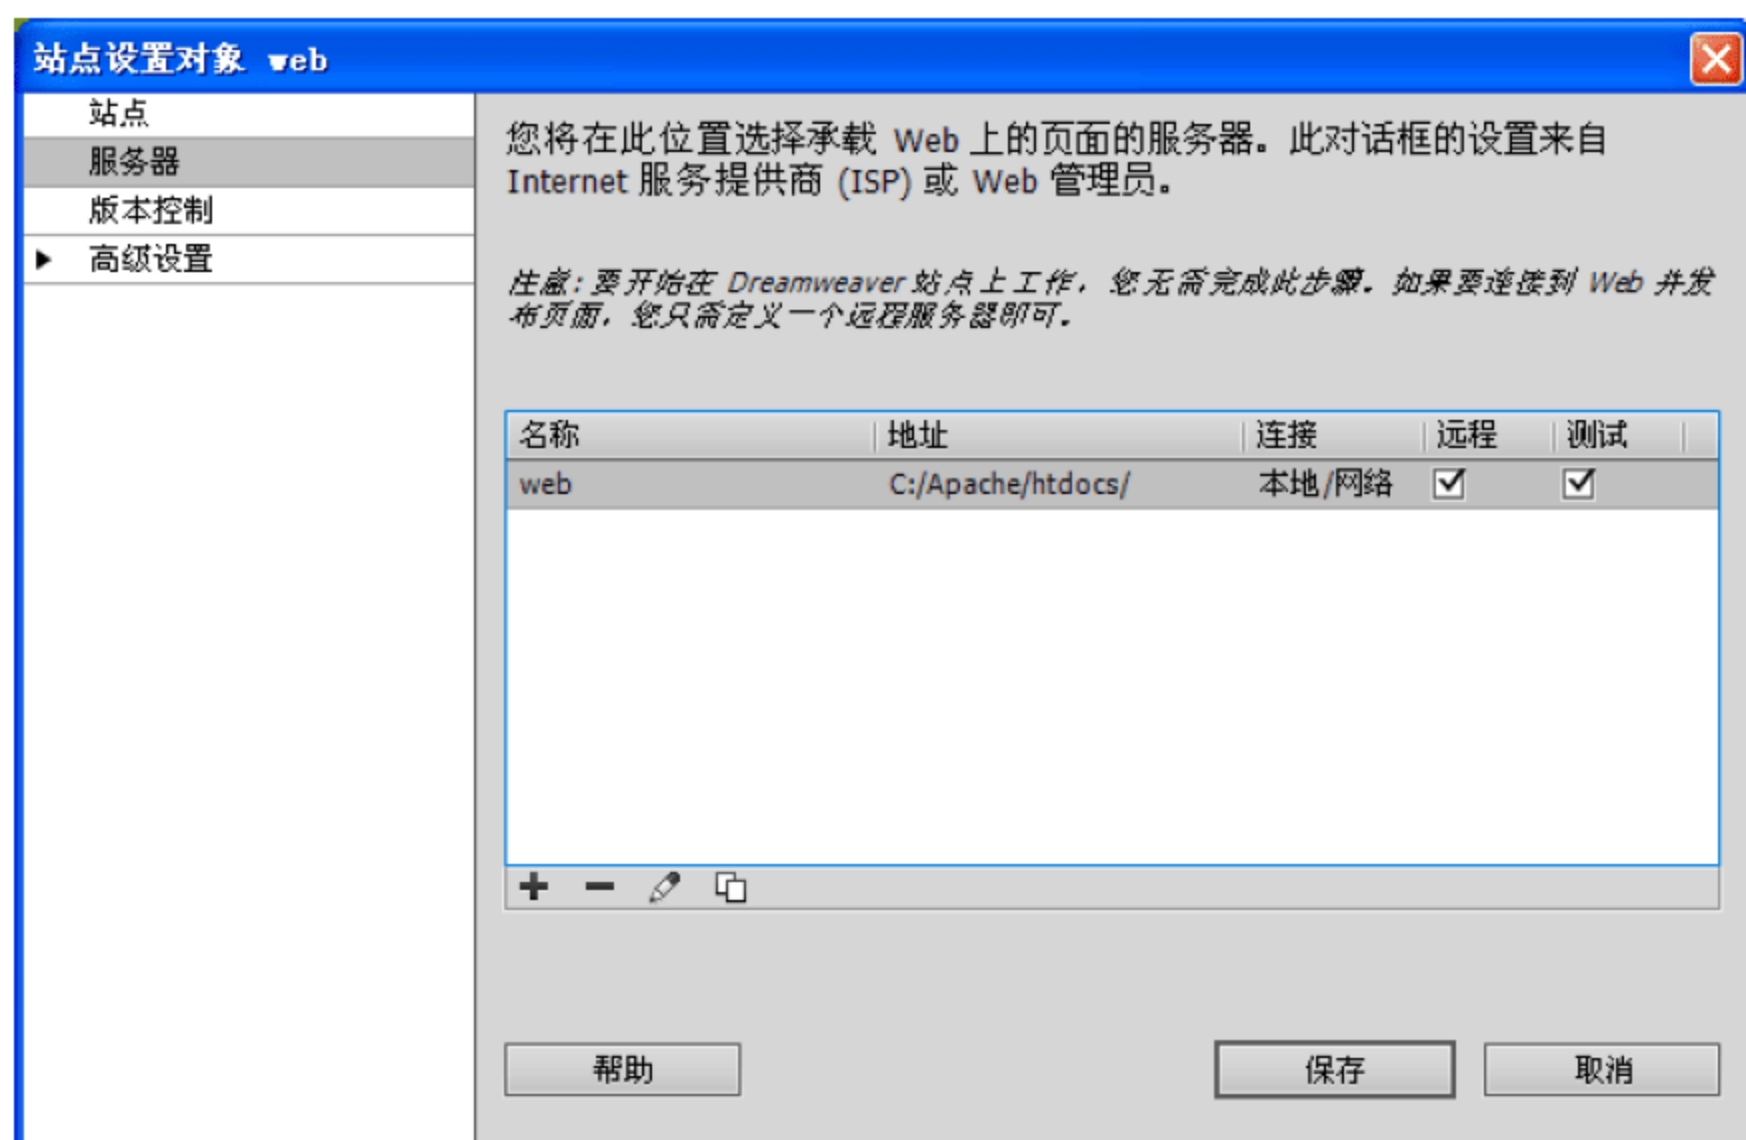 站点设置对象 web
站点
服务器
版本控制
高级设置
您将在此位置选择承载 Web 上的页面的服务器。此对话框的设置来自
Internet 服务提供商 (ISP) 或 Web 管理员。
注意:要开始在 Dreamweaver 站点上工作，您无需完成此步骤。如果要连接到 Web 并发
布页面，您只需定义一个远程服务器即可。
名称 地址 连接 远程 测试
web C:/Apache/htdocs/ 本地/网络
帮助 保存 取消